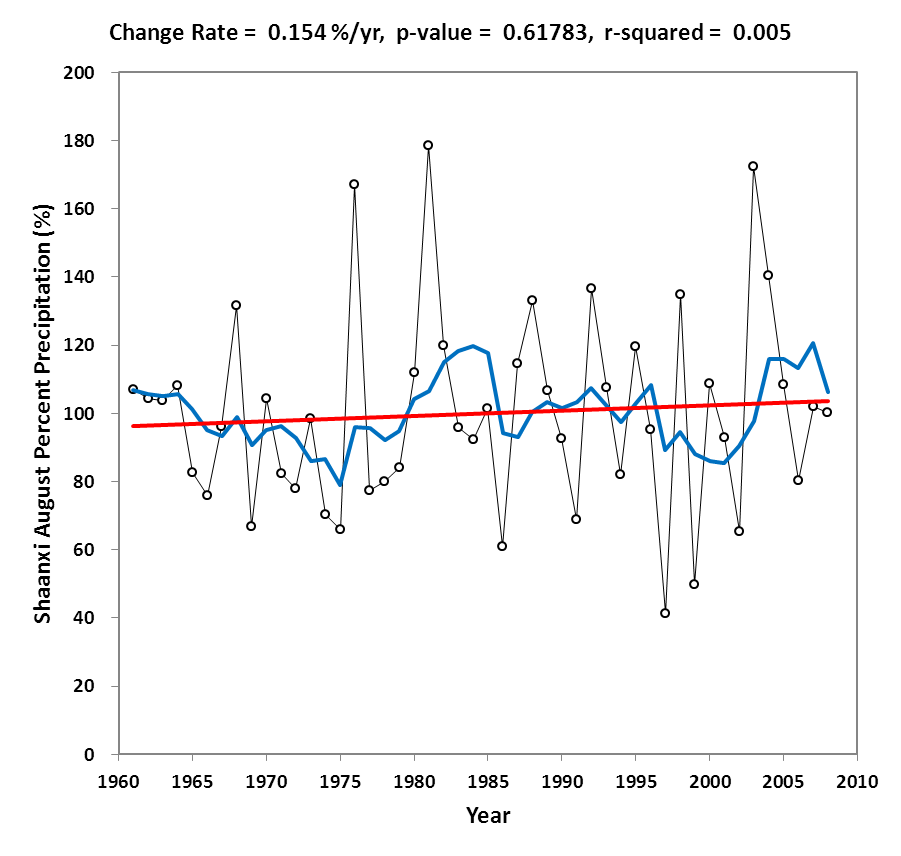 Change Rate = 0.154 %/yr, p-value = 0.61783, r-squared = 0.005
Shaanxi August Percent Precipitation (%)
200
180
160
140
120
100
80
60
40
20
0
1960 1965 1970 1975 1980 1985 1990 1995 2000 2005 2010
Year